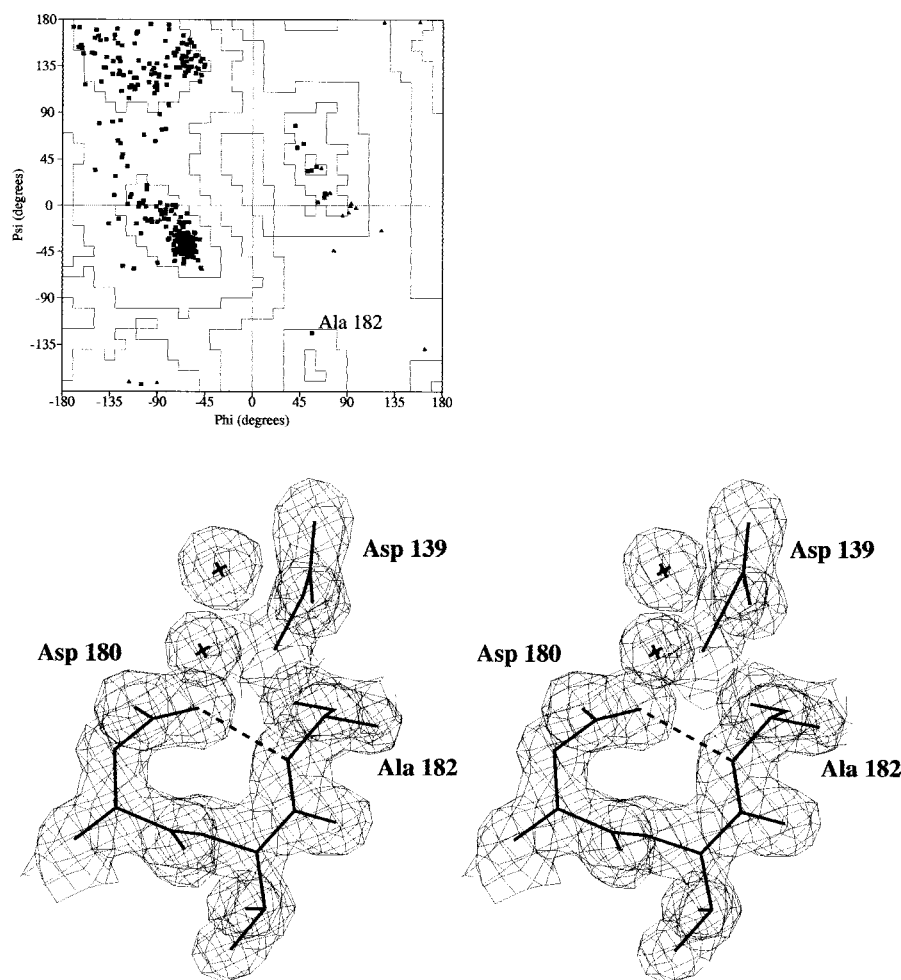 180
135
90
45
0
-45
-90
-135
Psi (degrees)
Ala 182
-180 -135 -90 -45 0 45 90 135 180
Phi (degrees)
Asp 139
Asp 139
Asp 180
Asp 180
Ala 182
Ala 182